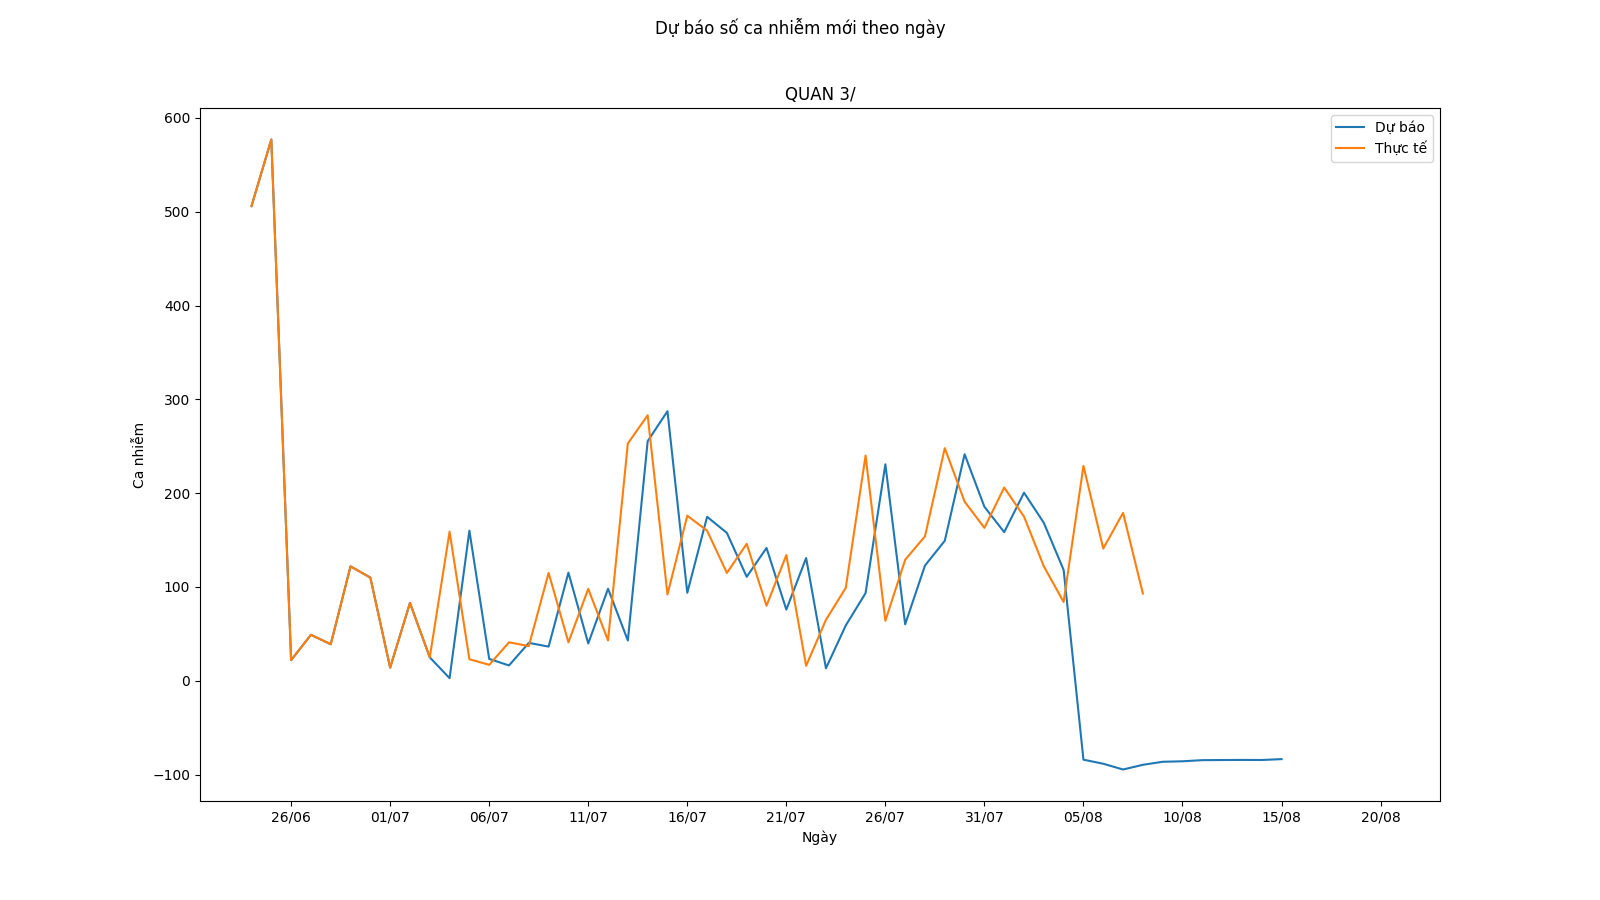 Dự báo số ca nhiễm mới theo ngày
QUAN 3/
600
500
400
300
200
100
0
−100
Ca nhiễm
Dự báo
Thực tế
26/06 01/07 06/07 11/07 16/07 21/07 26/07 31/07 05/08 10/08 15/08 20/08
Ngày